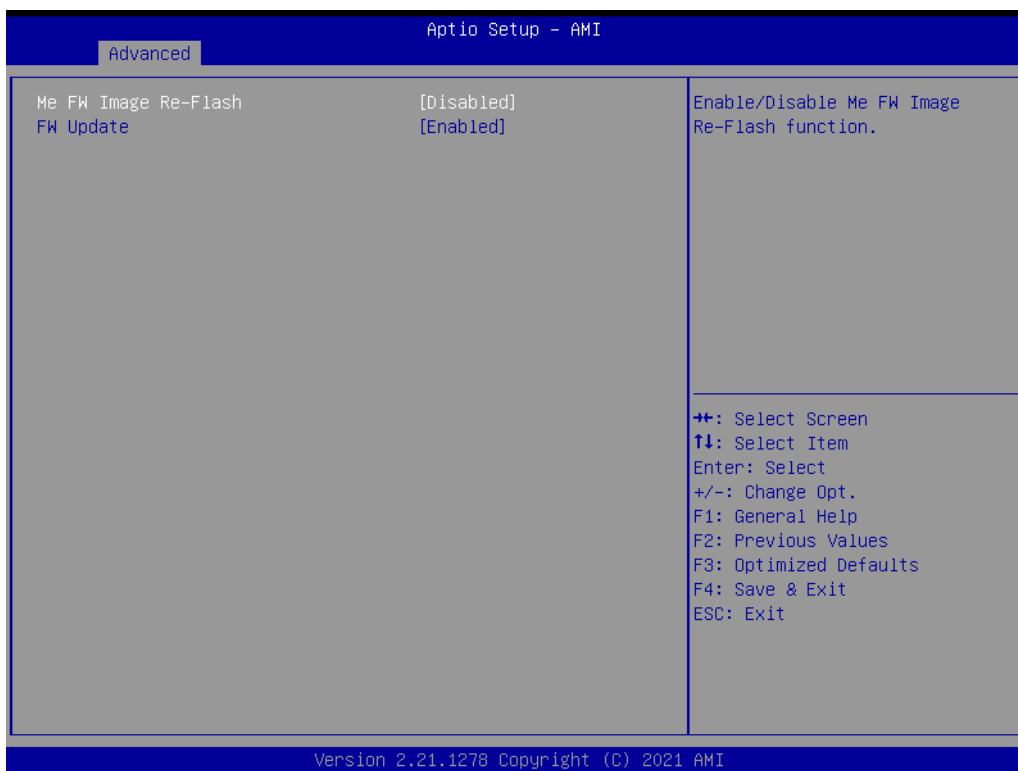 Aptio Setup - AMI
Advanced
Me FW Image Re-Flash [Disabled]
FW Update [Enabled]
Enable/Disable Me FW Image
Re-Flash function.
→←: Select Screen
↑↓: Select Item
Enter: Select
+/-: Change Opt.
F1: General Help
F2: Previous Values
F3: Optimized Defaults
F4: Save & Exit
ESC: Exit
Version 2.21.1278 Copyright (C) 2021 AMI